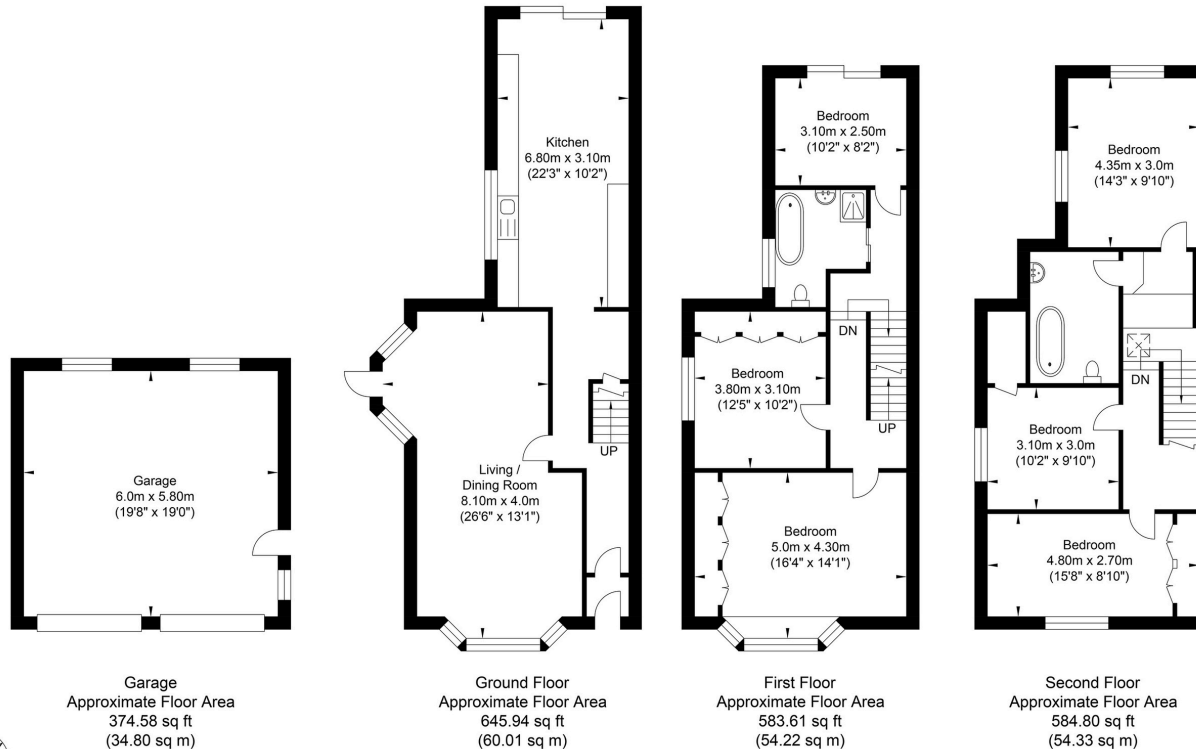 Garage
6.0m x 5.80m
(19'8" x 19'0")
Garage
Approximate Floor Area
374.58 sq ft
(34.80 sq m)
Kitchen
6.80m x 3.10m
(22'3" x 10'2")
UP
Living /
Dining Room
8.10m x 4.0m
(26'6" x 13'1")
Ground Floor
Approximate Floor Area
645.94 sq ft
(60.01 sq m)
Bedroom
3.10m x 2.50m
(10'2" x 8'2")
DN
Bedroom
3.80m x 3.10m
(12'5" x 10'2")
UP
Bedroom
5.0m x 4.30m
(16'4" x 14'1")
First Floor
Approximate Floor Area
583.61 sq ft
(54.22 sq m)
Bedroom
4.35m x 3.0m
(14'3" x 9'10")
DN
Bedroom
3.10m x 3.0m
(10'2" x 9'10")
Bedroom
4.80m x 2.70m
(15'8" x 8'10")
Second Floor
Approximate Floor Area
584.80 sq ft
(54.33 sq m)